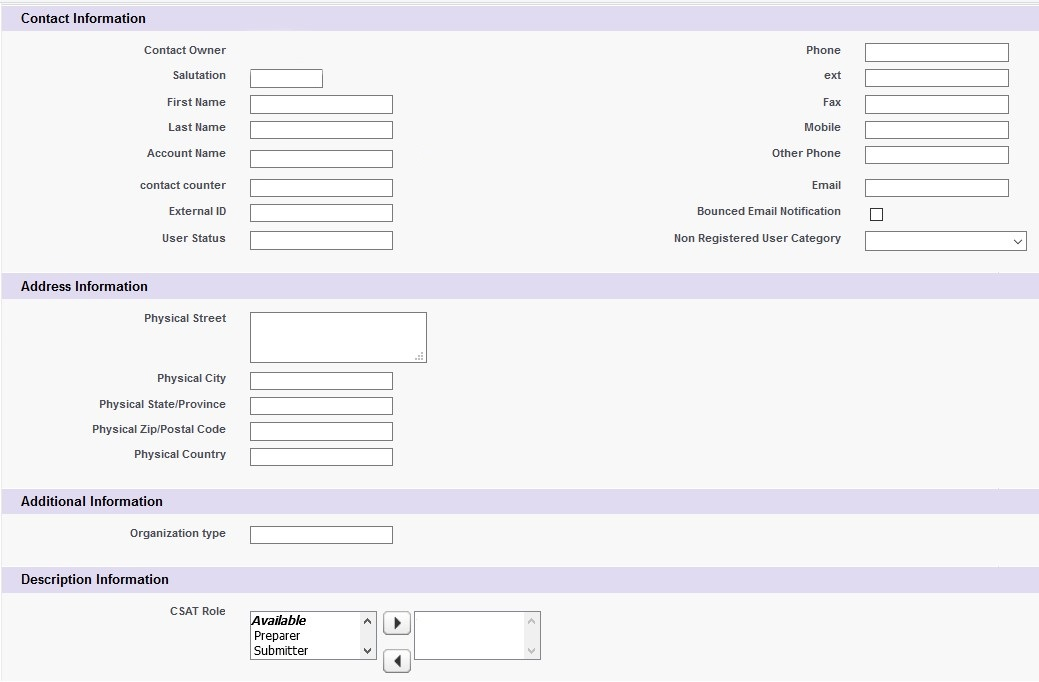 Contact Information
Contact Owner
Phone
Salutation
ext
First Name
Fax
Last Name
Mobile
Account Name
Other Phone
contact counter
Email
External ID
Bounced Email Notification
User Status
Non Registered User Category
Address Information
Physical Street
Physical City
Physical State/Province
Physical Zip/Postal Code
Physical Country
Additional Information
Organization type
Description Information
CSAT Role
Available
Preparer
Submitter